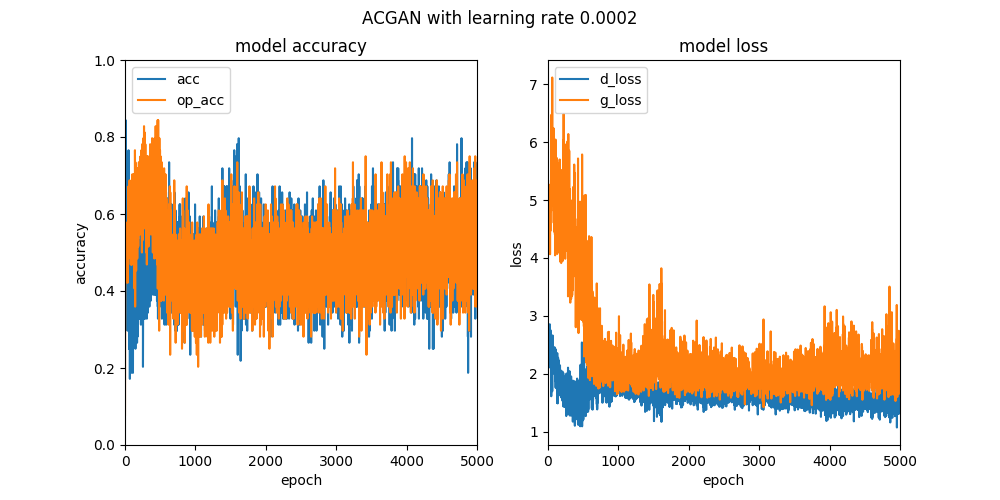 ACGAN with learning rate 0.0002
model accuracy
acc
op_acc
1.0
0.8
0.6
0.4
0.2
0.0
accuracy
0
1000
2000
3000
4000
5000
epoch
model loss
d_loss
g_loss
7
6
5
4
3
2
1
loss
0
1000
2000
3000
4000
5000
epoch